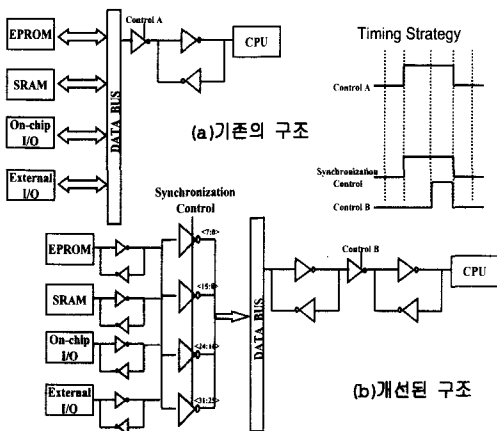 Control A
EPROM
SRAM
On-chip
I/O
External
I/O
DATA BUS
CPU
(a)기존의 구조
Timing Strategy
Control A
Synchronization
Control
Control B
Synchronization
Control
EPROM
SRAM
On-chip
I/O
External
I/O
<7:0>
<15:8>
<24:16>
<31:25>
DATA BUS
Control B
CPU
(b)개선된 구조